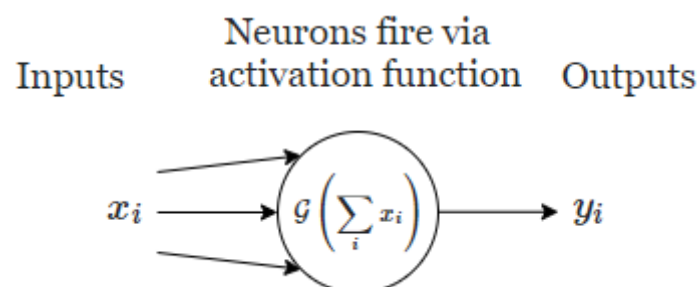 Neurons fire via
Inputs activation function Outputs
x_i 𝒢(∑_i x_i) y_i